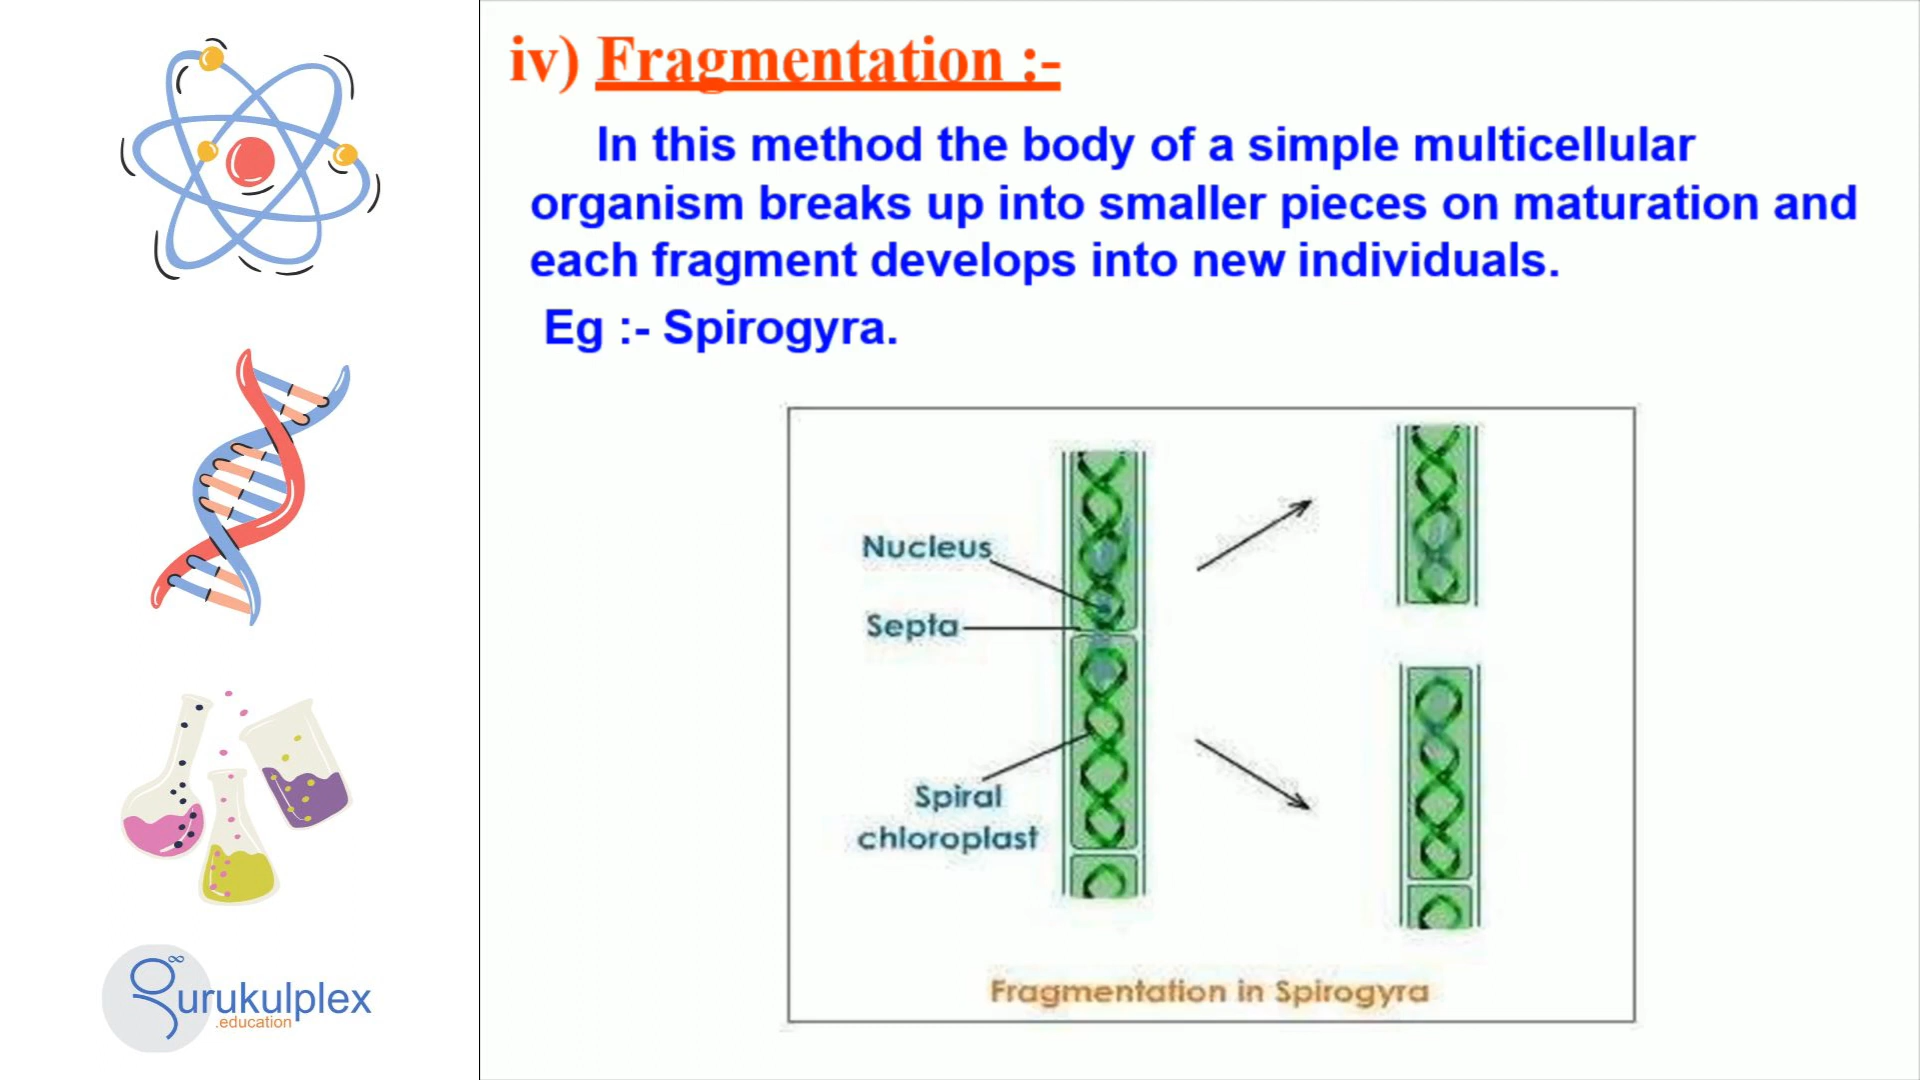 iv) Fragmentation :-
In this method the body of a simple multicellular
organism breaks up into smaller pieces on maturation and
each fragment develops into new individuals.
Eg :- Spirogyra.
Nucleus
Septa
Spiral
chloroplast
Fragmentation in Spirogyra
gurukulplex
.education